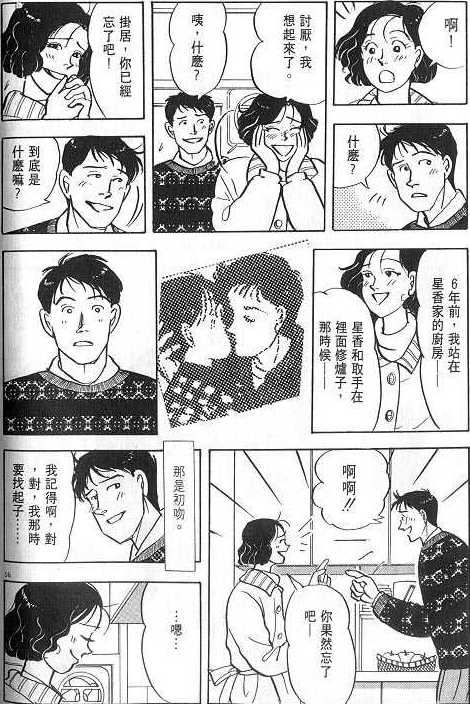 啊！
什麼？
討厭，我
想起來了。
咦，什麼？
掛居，你已經
忘了吧！
到底是
什麼嘛？
6年前，我站在
星香家的廚房──
星香和取手在
裡面修爐子，
那時候──
那是初吻。
我記得啊，對
，對，我那時
要找起子……
啊啊!!
你果然忘了
吧─
…嗯…
56